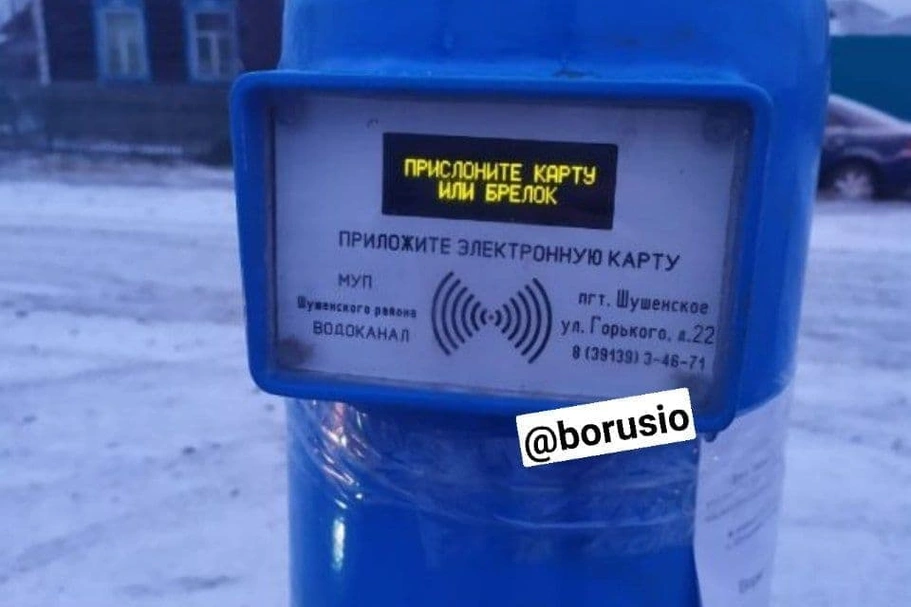 ПРИСЛОНИТЕ КАРТУ
ИЛИ БРЕЛОК
ПРИЛОЖИТЕ ЭЛЕКТРОННУЮ КАРТУ
МУП
Шушенского района
ВОДОКАНАЛ
пгт. Шушенское
ул. Горького, д.22
8 (39139) 3-46-71
@borusio